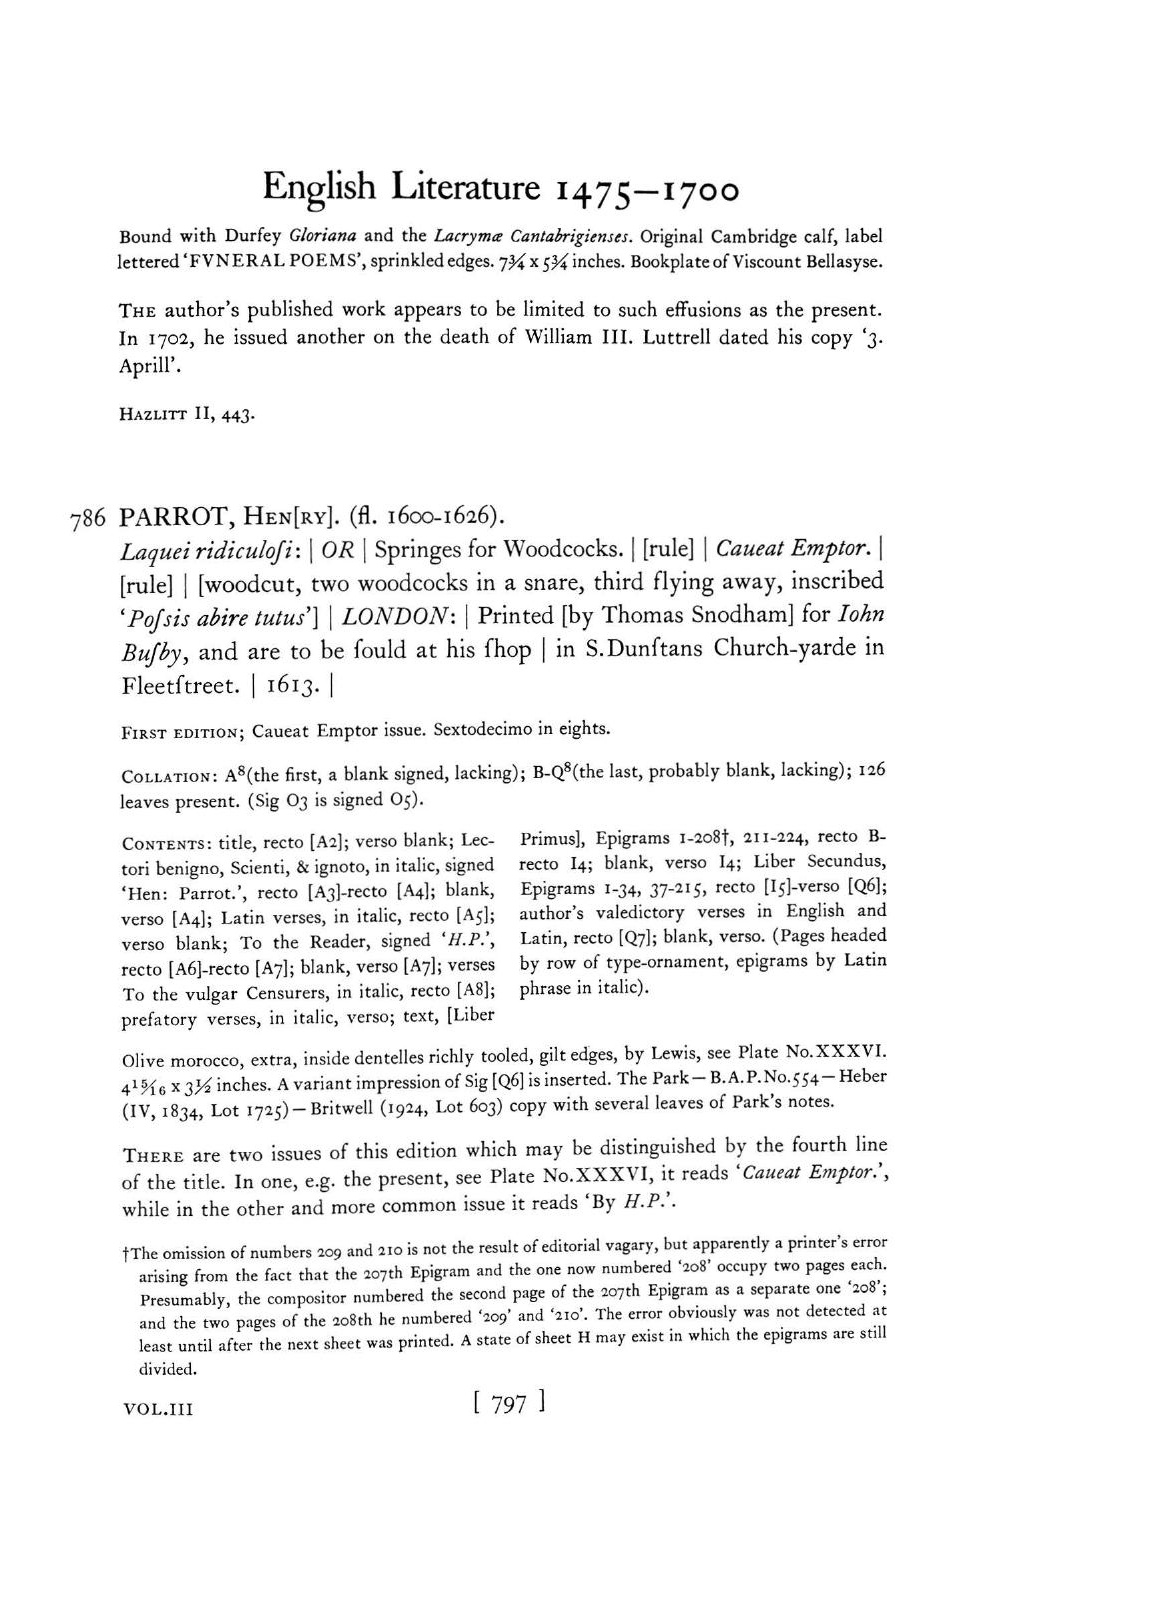 English Literature 1475—1700
Bound with Durfey Gloriana and the Lacrymæ Cantabrigienses. Original Cambridge calf, label
lettered ‘FVNERAL POEMS’, sprinkled edges. 7¾ x 5¾ inches. Bookplate of Viscount Bellasyse.
THE author’s published work appears to be limited to such effusions as the present.
In 1702, he issued another on the death of William III. Luttrell dated his copy ‘3.
Aprill’.
HAZLITT II, 443.
786 PARROT, HEN[RY]. (fl. 1600-1626).
Laquei ridiculoſi: | OR | Springes for Woodcocks. | [rule] | Caueat Emptor. |
[rule] | [woodcut, two woodcocks in a snare, third flying away, inscribed
‘Poſsis abire tutus’] | LONDON: | Printed [by Thomas Snodham] for Iohn
Buſby, and are to be ſould at his ſhop | in S.Dunſtans Church-yarde in
Fleetſtreet. | 1613. |
FIRST EDITION; Caueat Emptor issue. Sextodecimo in eights.
COLLATION: A⁸(the first, a blank signed, lacking); B-Q⁸(the last, probably blank, lacking); 126
leaves present. (Sig O3 is signed O5).
CONTENTS: title, recto [A2]; verso blank; Lec-
tori benigno, Scienti, & ignoto, in italic, signed
‘Hen: Parrot.’, recto [A3]-recto [A4]; blank,
verso [A4]; Latin verses, in italic, recto [A5];
verso blank; To the Reader, signed ‘H.P.’,
recto [A6]-recto [A7]; blank, verso [A7]; verses
To the vulgar Censurers, in italic, recto [A8];
prefatory verses, in italic, verso; text, [Liber
Primus], Epigrams 1-208†, 211-224, recto B-
recto I4; blank, verso I4; Liber Secundus,
Epigrams 1-34, 37-215, recto [I5]-verso [Q6];
author’s valedictory verses in English and
Latin, recto [Q7]; blank, verso. (Pages headed
by row of type-ornament, epigrams by Latin
phrase in italic).
Olive morocco, extra, inside dentelles richly tooled, gilt edges, by Lewis, see Plate No.XXXVI.
4¹⁵⁄₁₆ x 3½ inches. A variant impression of Sig [Q6] is inserted. The Park—B.A.P.No.554—Heber
(IV, 1834, Lot 1725)—Britwell (1924, Lot 603) copy with several leaves of Park’s notes.
THERE are two issues of this edition which may be distinguished by the fourth line
of the title. In one, e.g. the present, see Plate No.XXXVI, it reads ‘Caueat Emptor.’,
while in the other and more common issue it reads ‘By H.P.’.
†The omission of numbers 209 and 210 is not the result of editorial vagary, but apparently a printer’s error
arising from the fact that the 207th Epigram and the one now numbered ‘208’ occupy two pages each.
Presumably, the compositor numbered the second page of the 207th Epigram as a separate one ‘208’;
and the two pages of the 208th he numbered ‘209’ and ‘210’. The error obviously was not detected at
least until after the next sheet was printed. A state of sheet H may exist in which the epigrams are still
divided.
VOL.III [ 797 ]